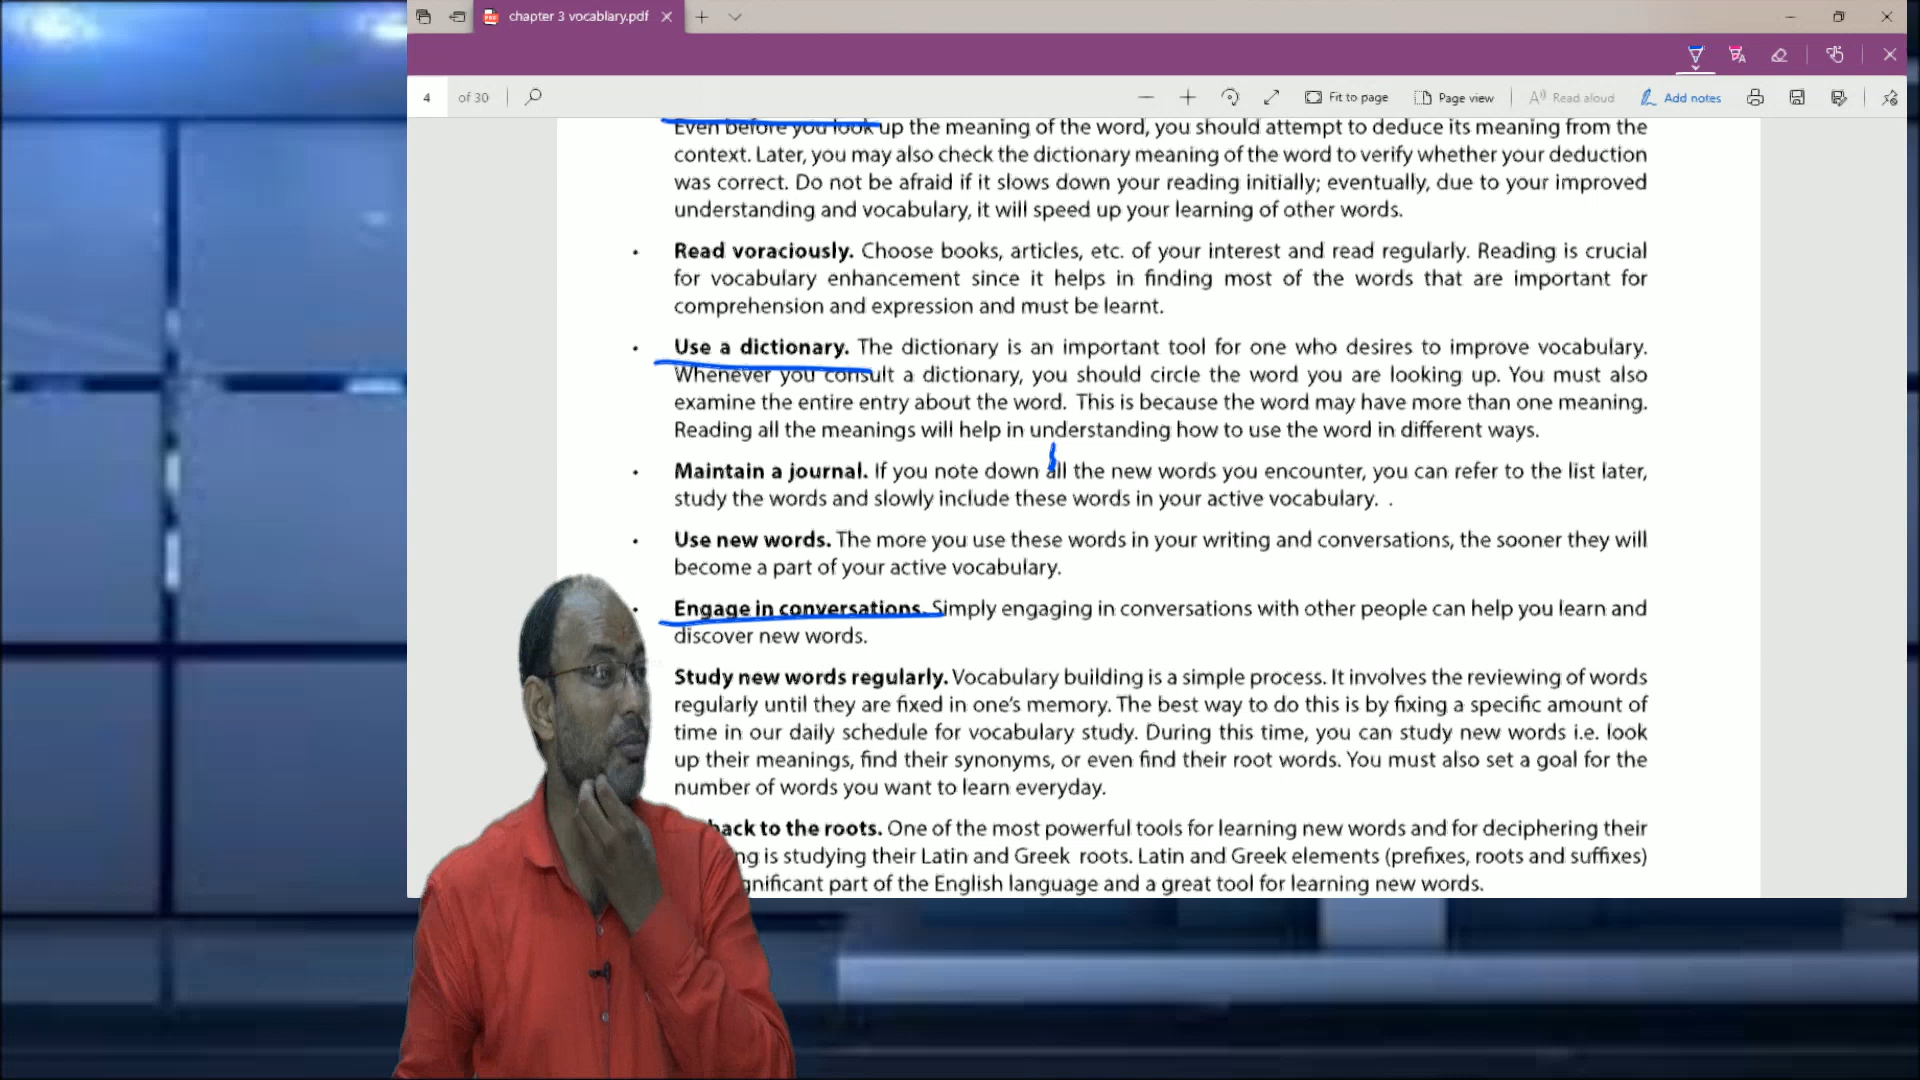 chapter 3 vocablary.pdf
4 of 30
Fit to page
Page view
Read aloud
Add notes
Even before you look up the meaning of the word, you should attempt to deduce its meaning from the
context. Later, you may also check the dictionary meaning of the word to verify whether your deduction
was correct. Do not be afraid if it slows down your reading initially; eventually, due to your improved
understanding and vocabulary, it will speed up your learning of other words.
• Read voraciously. Choose books, articles, etc. of your interest and read regularly. Reading is crucial
for vocabulary enhancement since it helps in finding most of the words that are important for
comprehension and expression and must be learnt.
• Use a dictionary. The dictionary is an important tool for one who desires to improve vocabulary.
Whenever you consult a dictionary, you should circle the word you are looking up. You must also
examine the entire entry about the word. This is because the word may have more than one meaning.
Reading all the meanings will help in understanding how to use the word in different ways.
• Maintain a journal. If you note down all the new words you encounter, you can refer to the list later,
study the words and slowly include these words in your active vocabulary. .
• Use new words. The more you use these words in your writing and conversations, the sooner they will
become a part of your active vocabulary.
• Engage in conversations. Simply engaging in conversations with other people can help you learn and
discover new words.
Study new words regularly. Vocabulary building is a simple process. It involves the reviewing of words
regularly until they are fixed in one's memory. The best way to do this is by fixing a specific amount of
time in our daily schedule for vocabulary study. During this time, you can study new words i.e. look
up their meanings, find their synonyms, or even find their root words. You must also set a goal for the
number of words you want to learn everyday.
back to the roots. One of the most powerful tools for learning new words and for deciphering their
ng is studying their Latin and Greek roots. Latin and Greek elements (prefixes, roots and suffixes)
gnificant part of the English language and a great tool for learning new words.